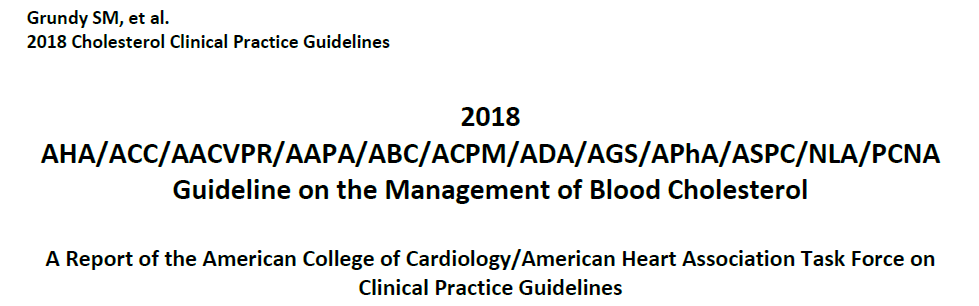 Grundy SM, et al.
2018 Cholesterol Clinical Practice Guidelines
2018
AHA/ACC/AACVPR/AAPA/ABC/ACPM/ADA/AGS/APhA/ASPC/NLA/PCNA
Guideline on the Management of Blood Cholesterol
A Report of the American College of Cardiology/American Heart Association Task Force on
Clinical Practice Guidelines